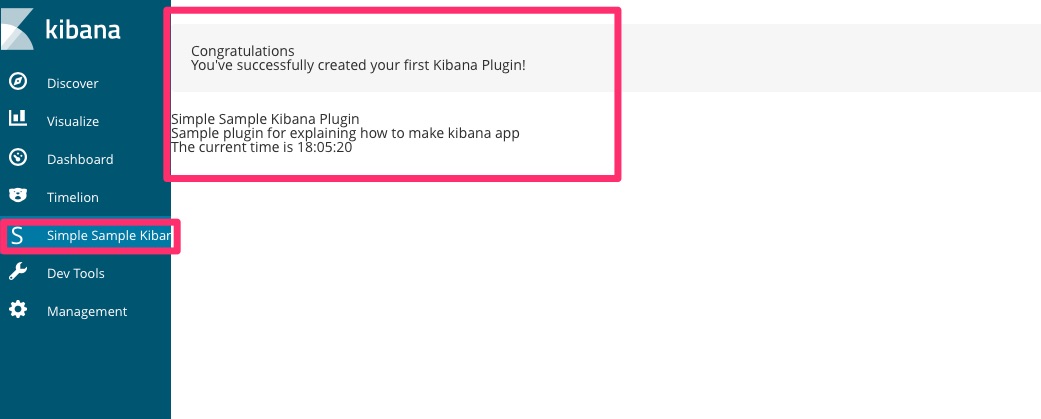 kibana
Discover
Visualize
Dashboard
Timelion
S Simple Sample Kibar
Dev Tools
Management
Congratulations
You've successfully created your first Kibana Plugin!
Simple Sample Kibana Plugin
Sample plugin for explaining how to make kibana app
The current time is 18:05:20